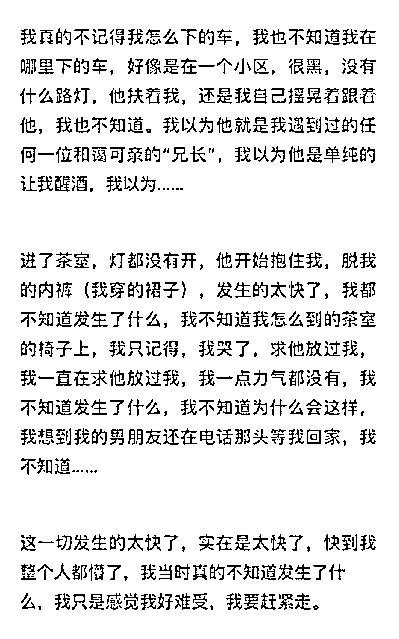 我真的不记得我怎么下的车，我也不知道我在
哪里下的车，好像是在一个小区，很黑，没有
什么路灯，他扶着我，还是我自己摇晃着跟着
他，我也不知道。我以为他就是我遇到过的任
何一位和蔼可亲的“兄长”，我以为他是单纯的
让我醒酒，我以为......
进了茶室，灯都没有开，他开始抱住我，脱我
的内裤（我穿的裙子），发生的太快了，我都
不知道发生了什么，我不知道我怎么到的茶室
的椅子上，我只记得，我哭了，求他放过我，
我一直在求他放过我，我一点力气都没有，我
不知道发生了什么，我不知道为什么会这样，
我想到我的男朋友还在电话那头等我回家，我
不知道......
这一切发生的太快了，实在是太快了，快到我
整个人都懵了，我当时真的不知道发生了什
么，我只是感觉我好难受，我要赶紧走。